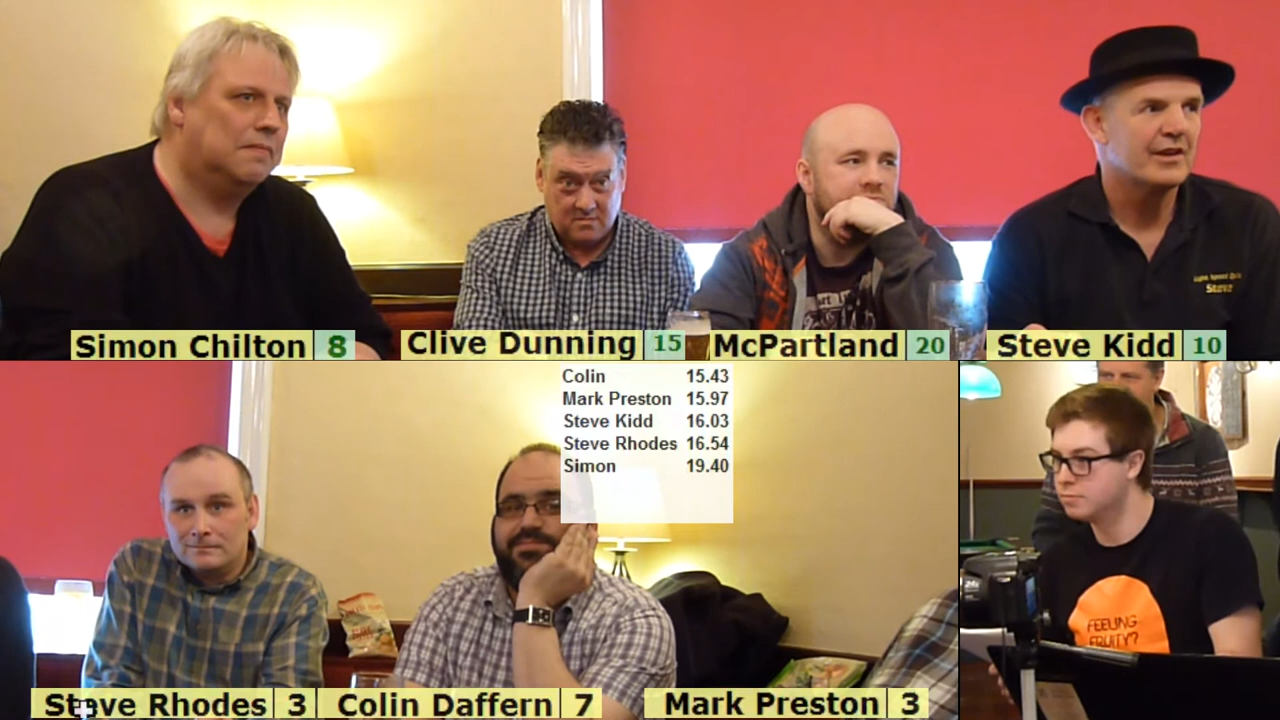 Steve
Simon Chilton 8
Clive Dunning 15
McPartland 20
Steve Kidd 10
Colin 15.43
Mark Preston 15.97
Steve Kidd 16.03
Steve Rhodes 16.54
Simon 19.40
FEELING
FRUITY?
Steve Rhodes 3
Colin Daffern 7
Mark Preston 3